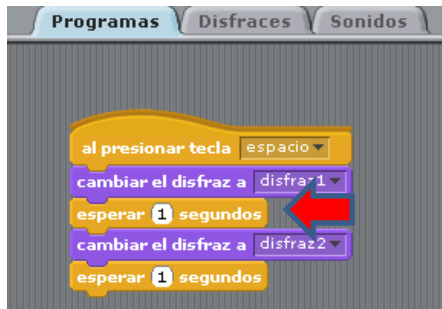 Programas Disfraces Sonidos
al presionar tecla espacio
cambiar el disfraz a disfraz1
esperar 1 segundos
cambiar el disfraz a disfraz2
esperar 1 segundos